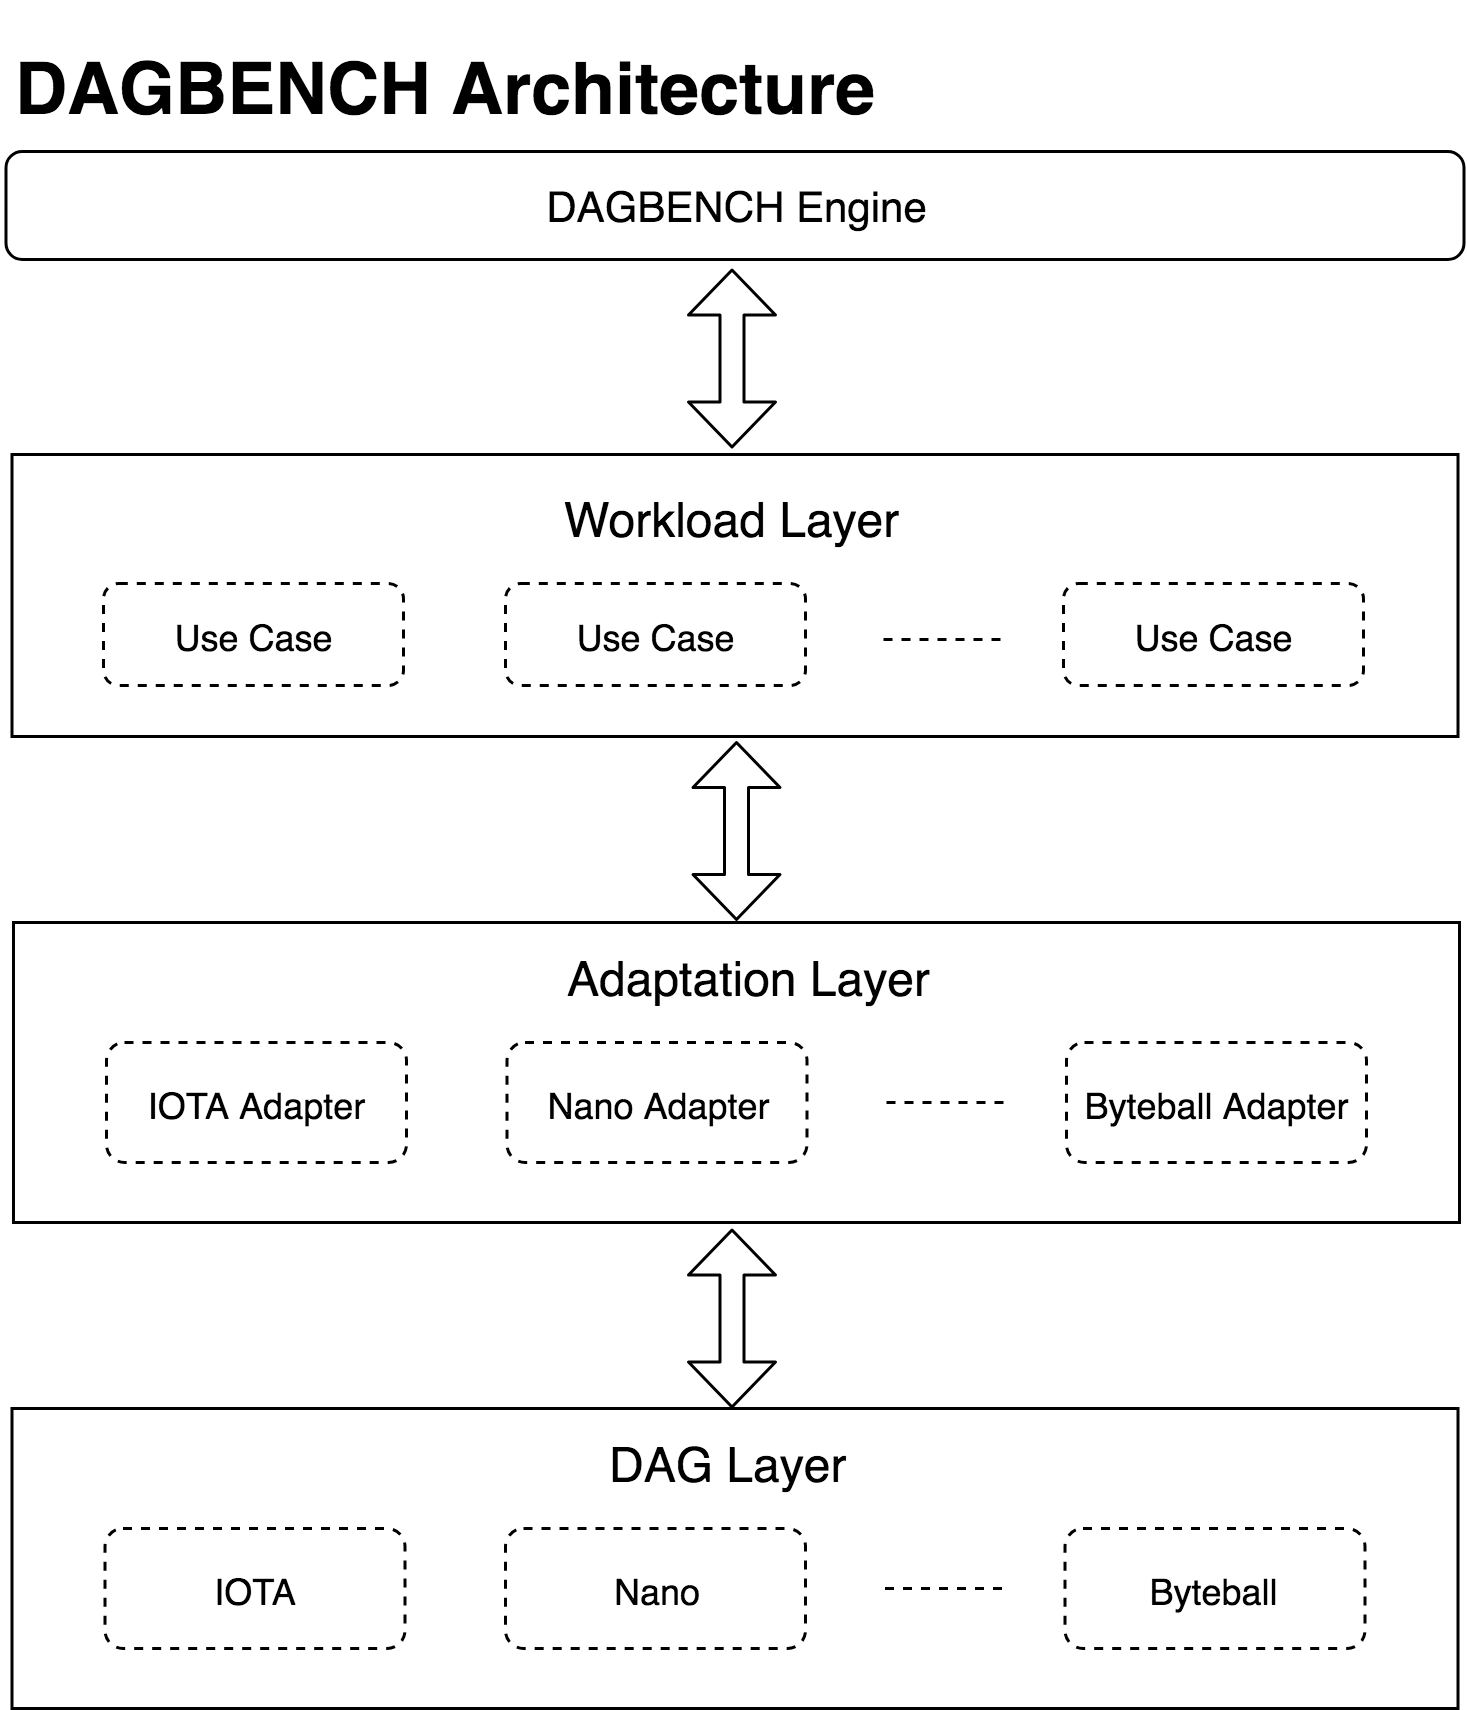 DAGBENCH Architecture
DAGBENCH Engine
Workload Layer
Use Case
Use Case
Use Case
Adaptation Layer
IOTA Adapter
Nano Adapter
Byteball Adapter
DAG Layer
IOTA
Nano
Byteball